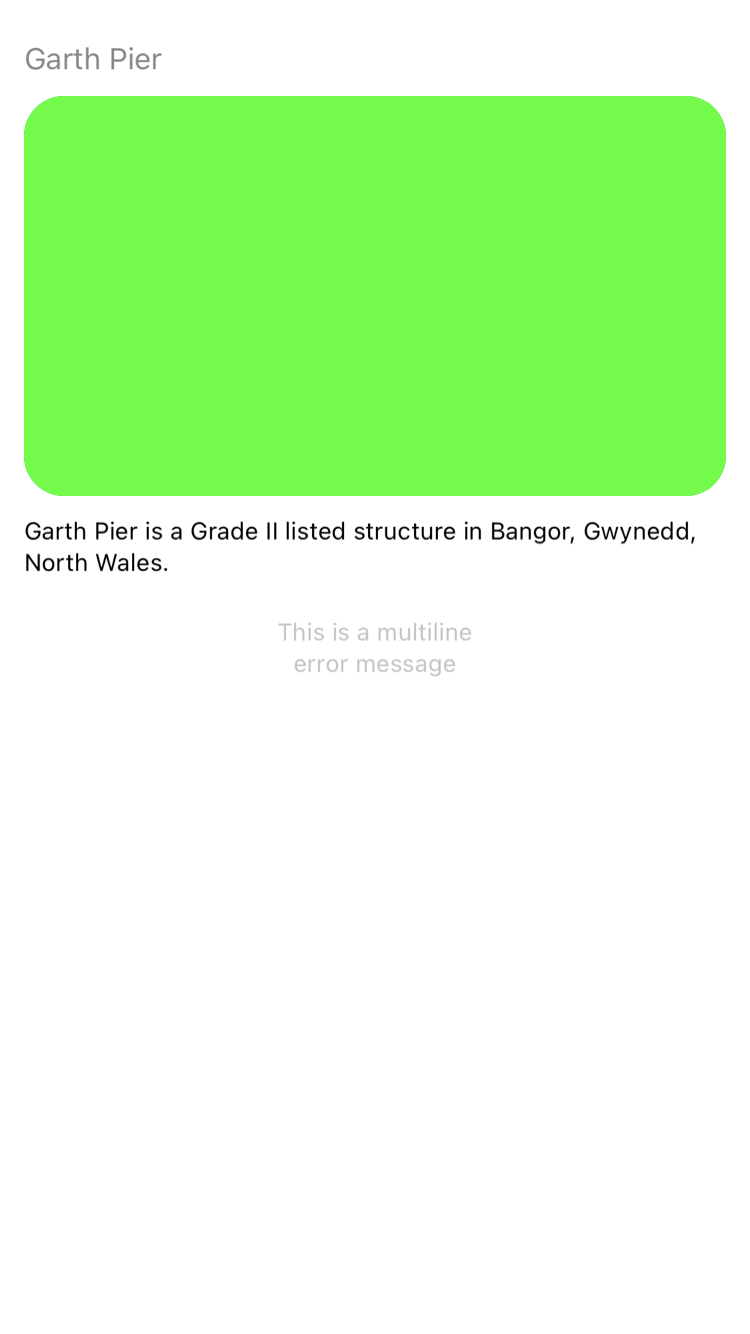 Garth Pier
Garth Pier is a Grade II listed structure in Bangor, Gwynedd,
North Wales.
This is a multiline
error message